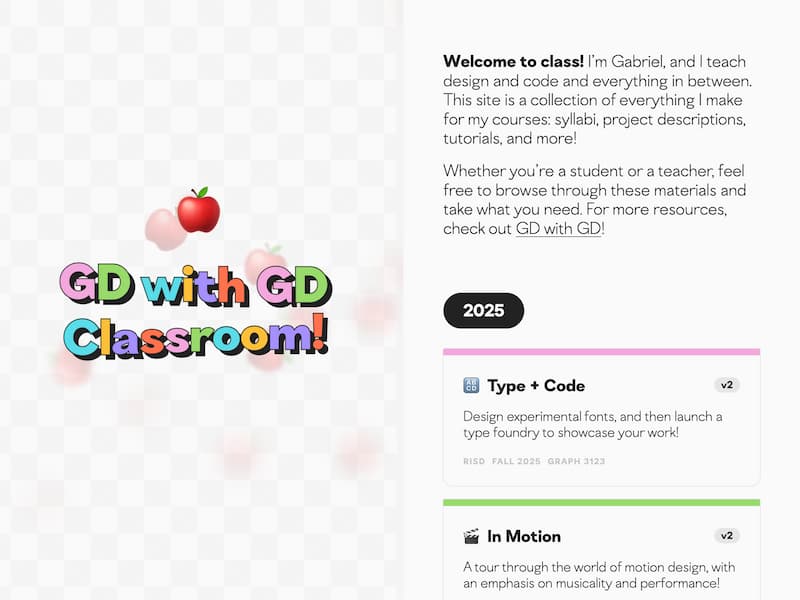 GD with GD
Classroom!
Welcome to class! I'm Gabriel, and I teach
design and code and everything in between.
This site is a collection of everything I make
for my courses: syllabi, project descriptions,
tutorials, and more!
Whether you're a student or a teacher, feel
free to browse through these materials and
take what you need. For more resources,
check out GD with GD!
2025
ABCD Type + Code v2
Design experimental fonts, and then launch a
type foundry to showcase your work!
RISD FALL 2025 GRAPH 3123
In Motion v2
A tour through the world of motion design, with
an emphasis on musicality and performance!